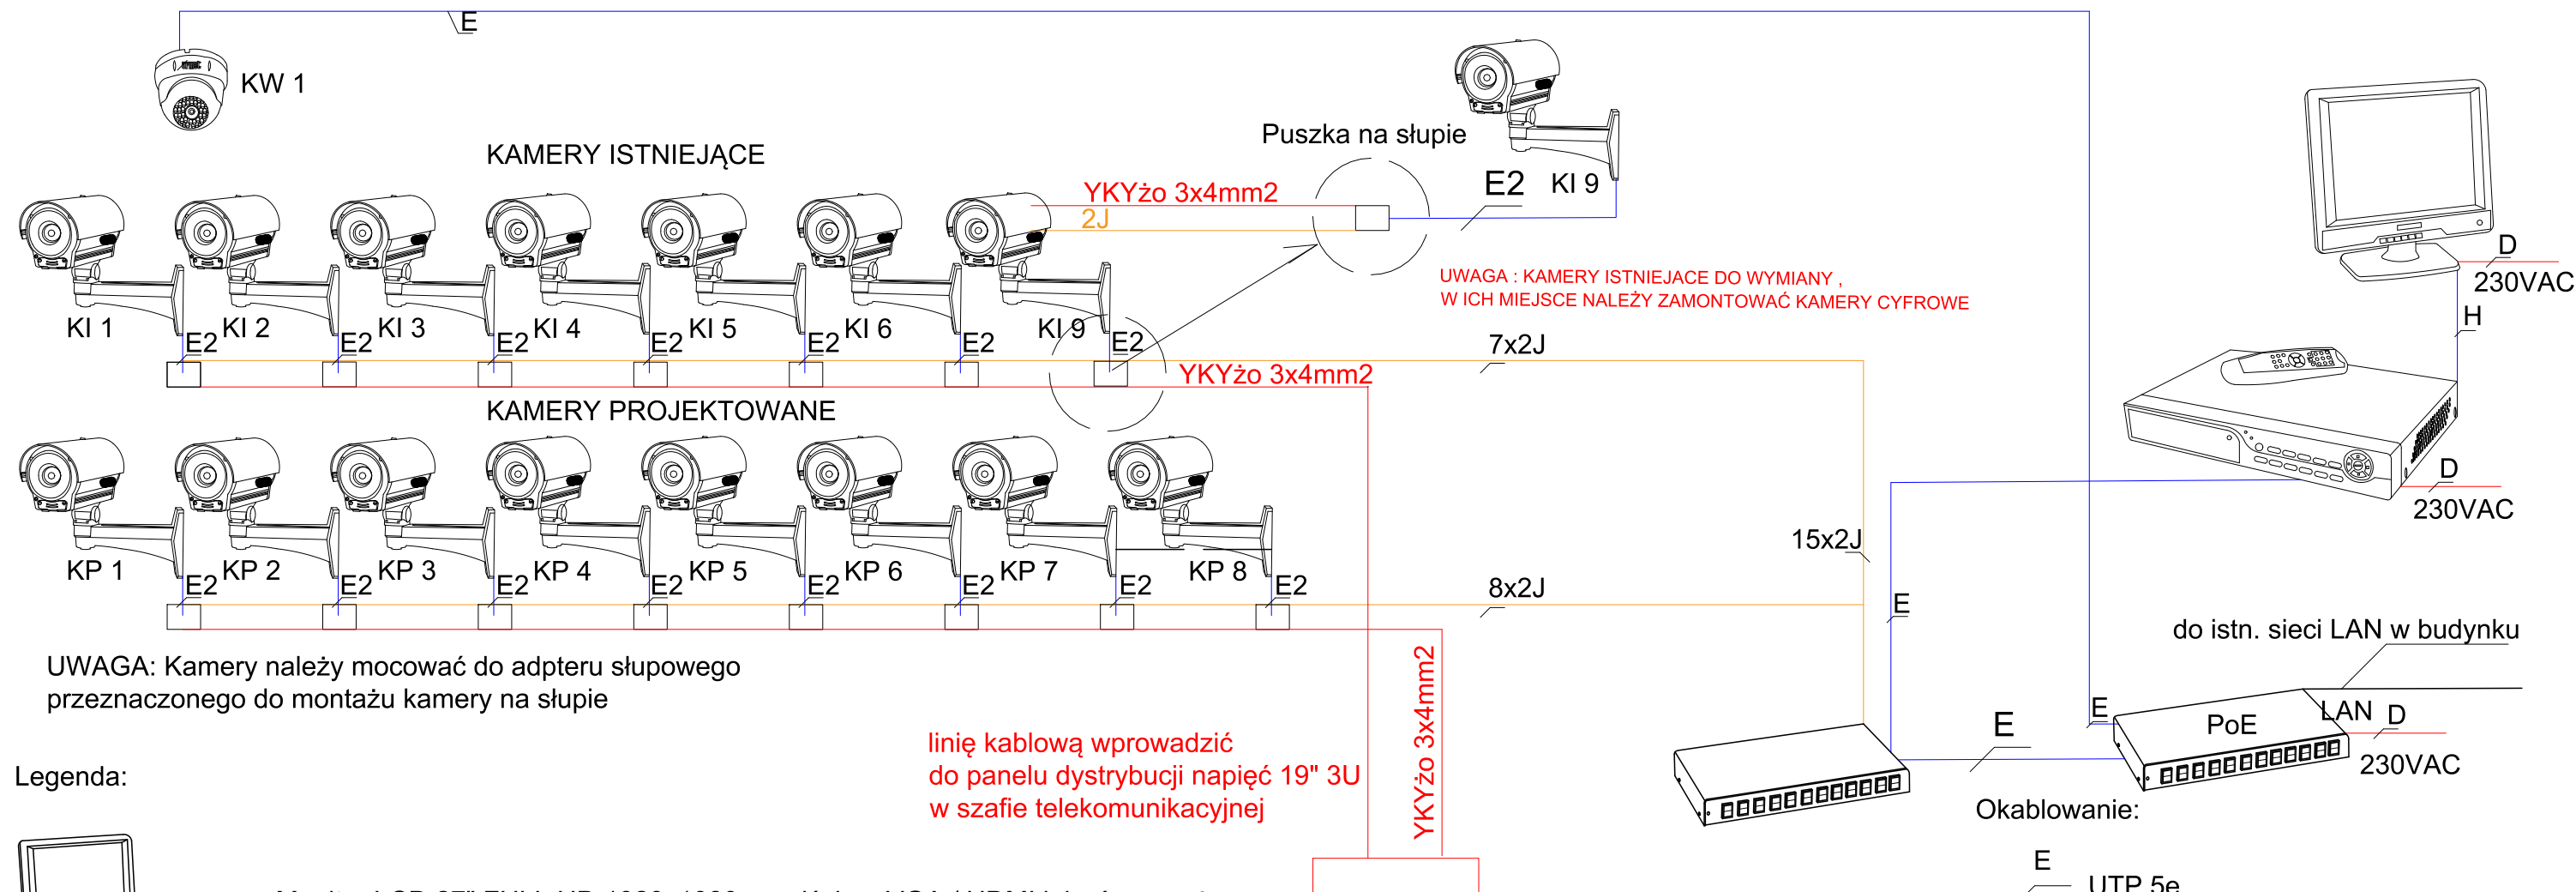 E
KW 1
KAMERY ISTNIEJĄCE
Puszka na słupie
YKYżo 3x4mm2
2J
E2
KI 9
D
230VAC
UWAGA : KAMERY ISTNIEJACE DO WYMIANY ,
W ICH MIEJSCE NALEŻY ZAMONTOWAĆ KAMERY CYFROWE
H
KI 1
KI 2
KI 3
KI 4
KI 5
KI 6
KI 9
E2
E2
E2
E2
E2
E2
E2
7x2J
YKYżo 3x4mm2
KAMERY PROJEKTOWANE
D
230VAC
15x2J
KP 1
KP 2
KP 3
KP 4
KP 5
KP 6
KP 7
KP 8
E2
E2
E2
E2
E2
E2
E2
E2
8x2J
E
do istn. sieci LAN w budynku
UWAGA: Kamery należy mocować do adpteru słupowego
przeznaczonego do montażu kamery na słupie
YKYżo 3x4mm2
E
E
PoE
LAN
D
230VAC
linię kablową wprowadzić
do panelu dystrybucji napięć 19" 3U
w szafie telekomunikacyjnej
Legenda:
Okablowanie:
E
UTP 5e